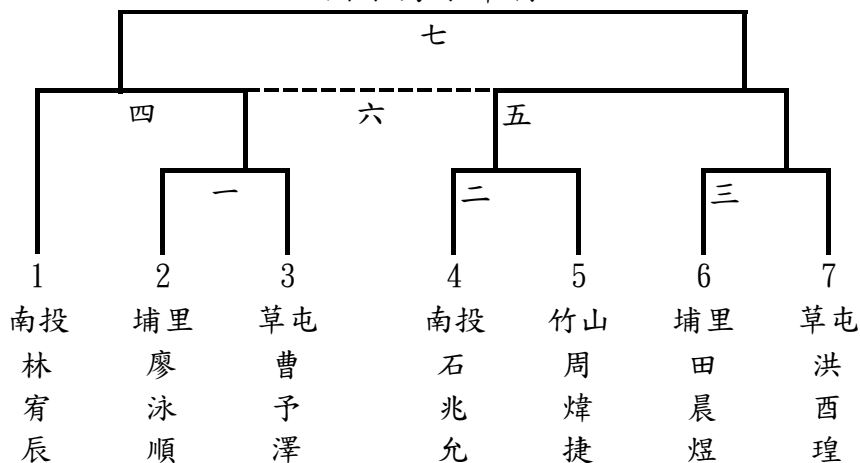 七
四 六 五
一 二 三
1 2 3 4 5 6 7
南投 埔里 草屯 南投 竹山 埔里 草屯
林 廖 曹 石 周 田 洪
宥 泳 予 兆 煒 晨 酉
辰 順 澤 允 捷 煜 瑝